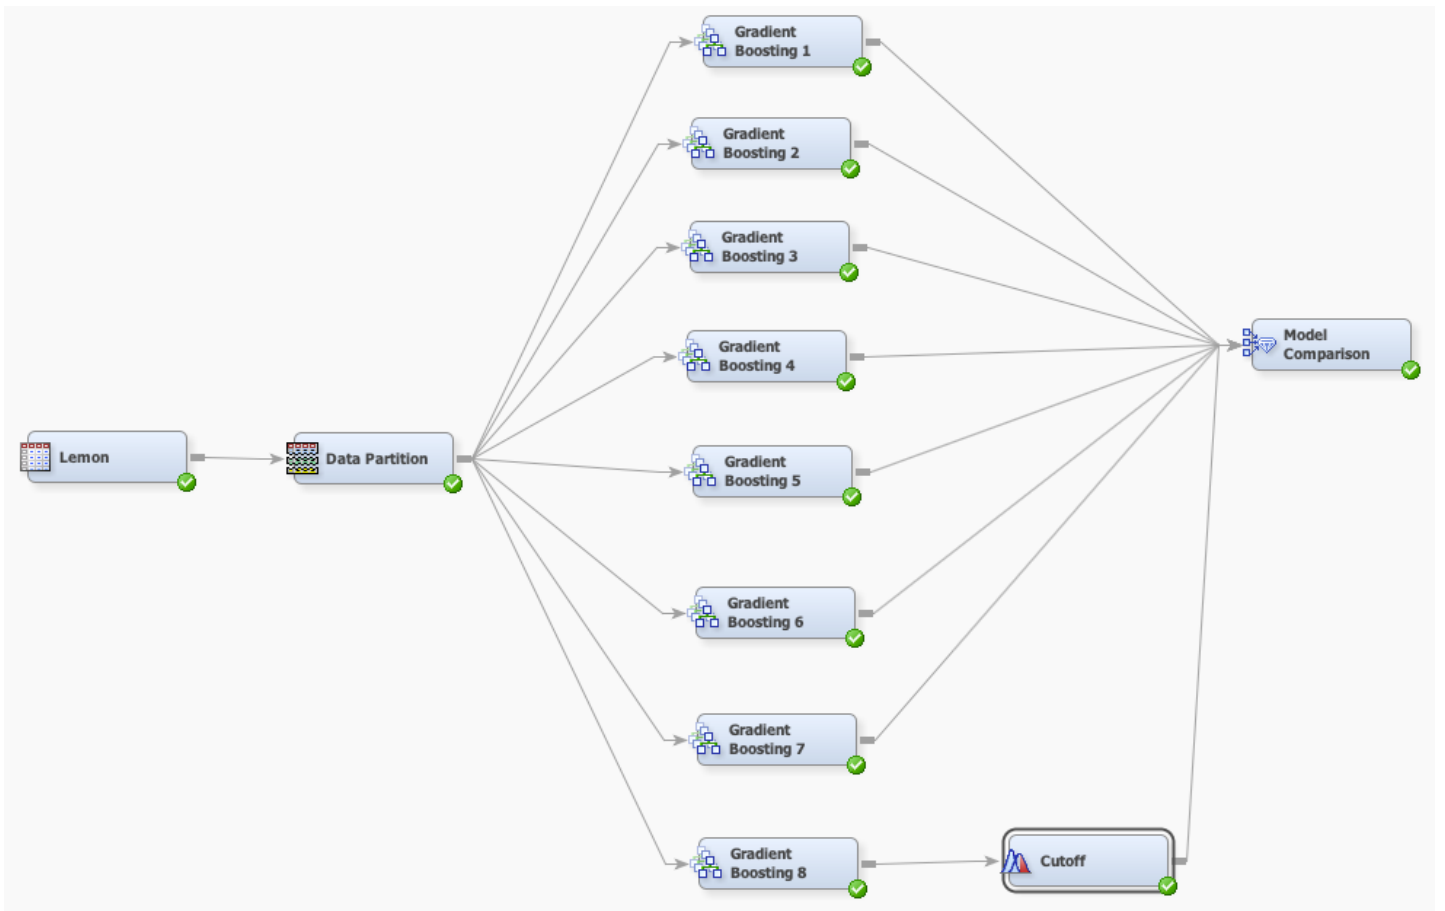 Gradient
Boosting 1
Gradient
Boosting 2
Gradient
Boosting 3
Gradient
Boosting 4
Model
Comparison
Lemon
Data Partition
Gradient
Boosting 5
Gradient
Boosting 6
Gradient
Boosting 7
Gradient
Boosting 8
Cutoff